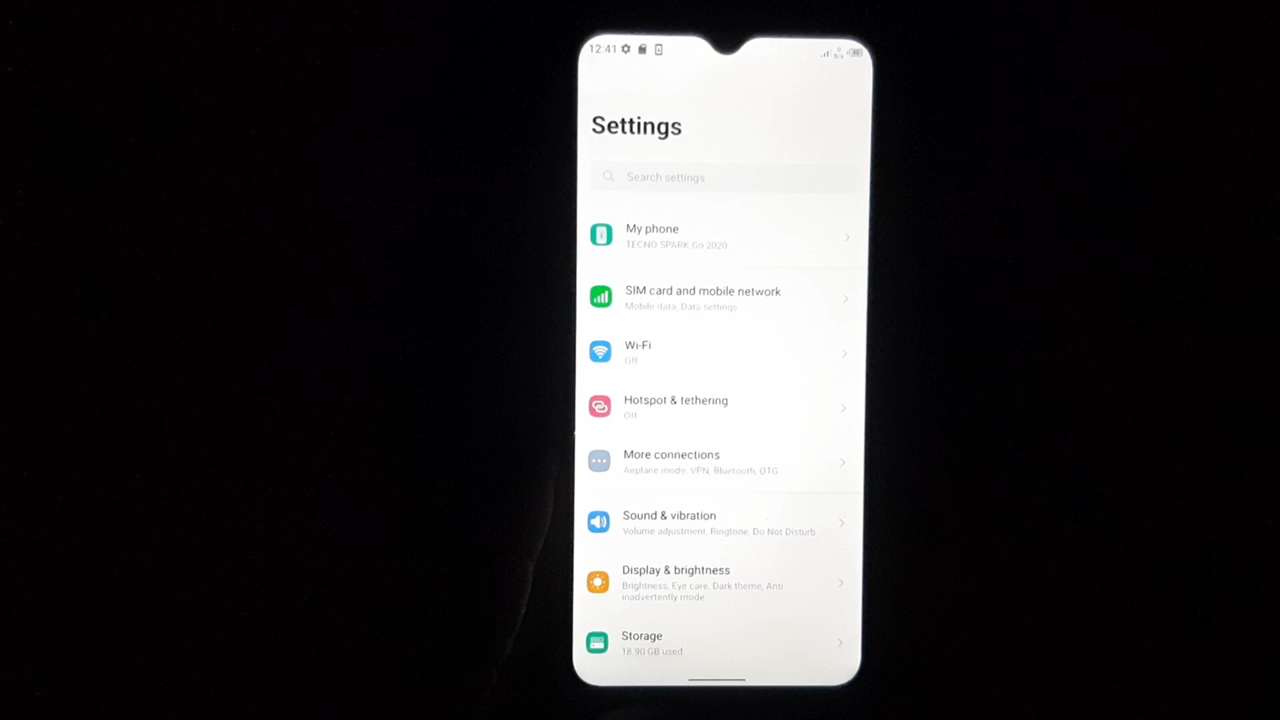 12:41
Settings
Search settings
My phone
TECNO SPARK Go 2020
SIM card and mobile network
Mobile data, Data settings
Wi-Fi
Off
Hotspot & tethering
Off
More connections
Airplane mode, VPN, Bluetooth, OTG
Sound & vibration
Volume adjustment, Ringtone, Do Not Disturb
Display & brightness
Brightness, Eye care, Dark theme, Anti
inadvertently mode
Storage
18.90 GB used